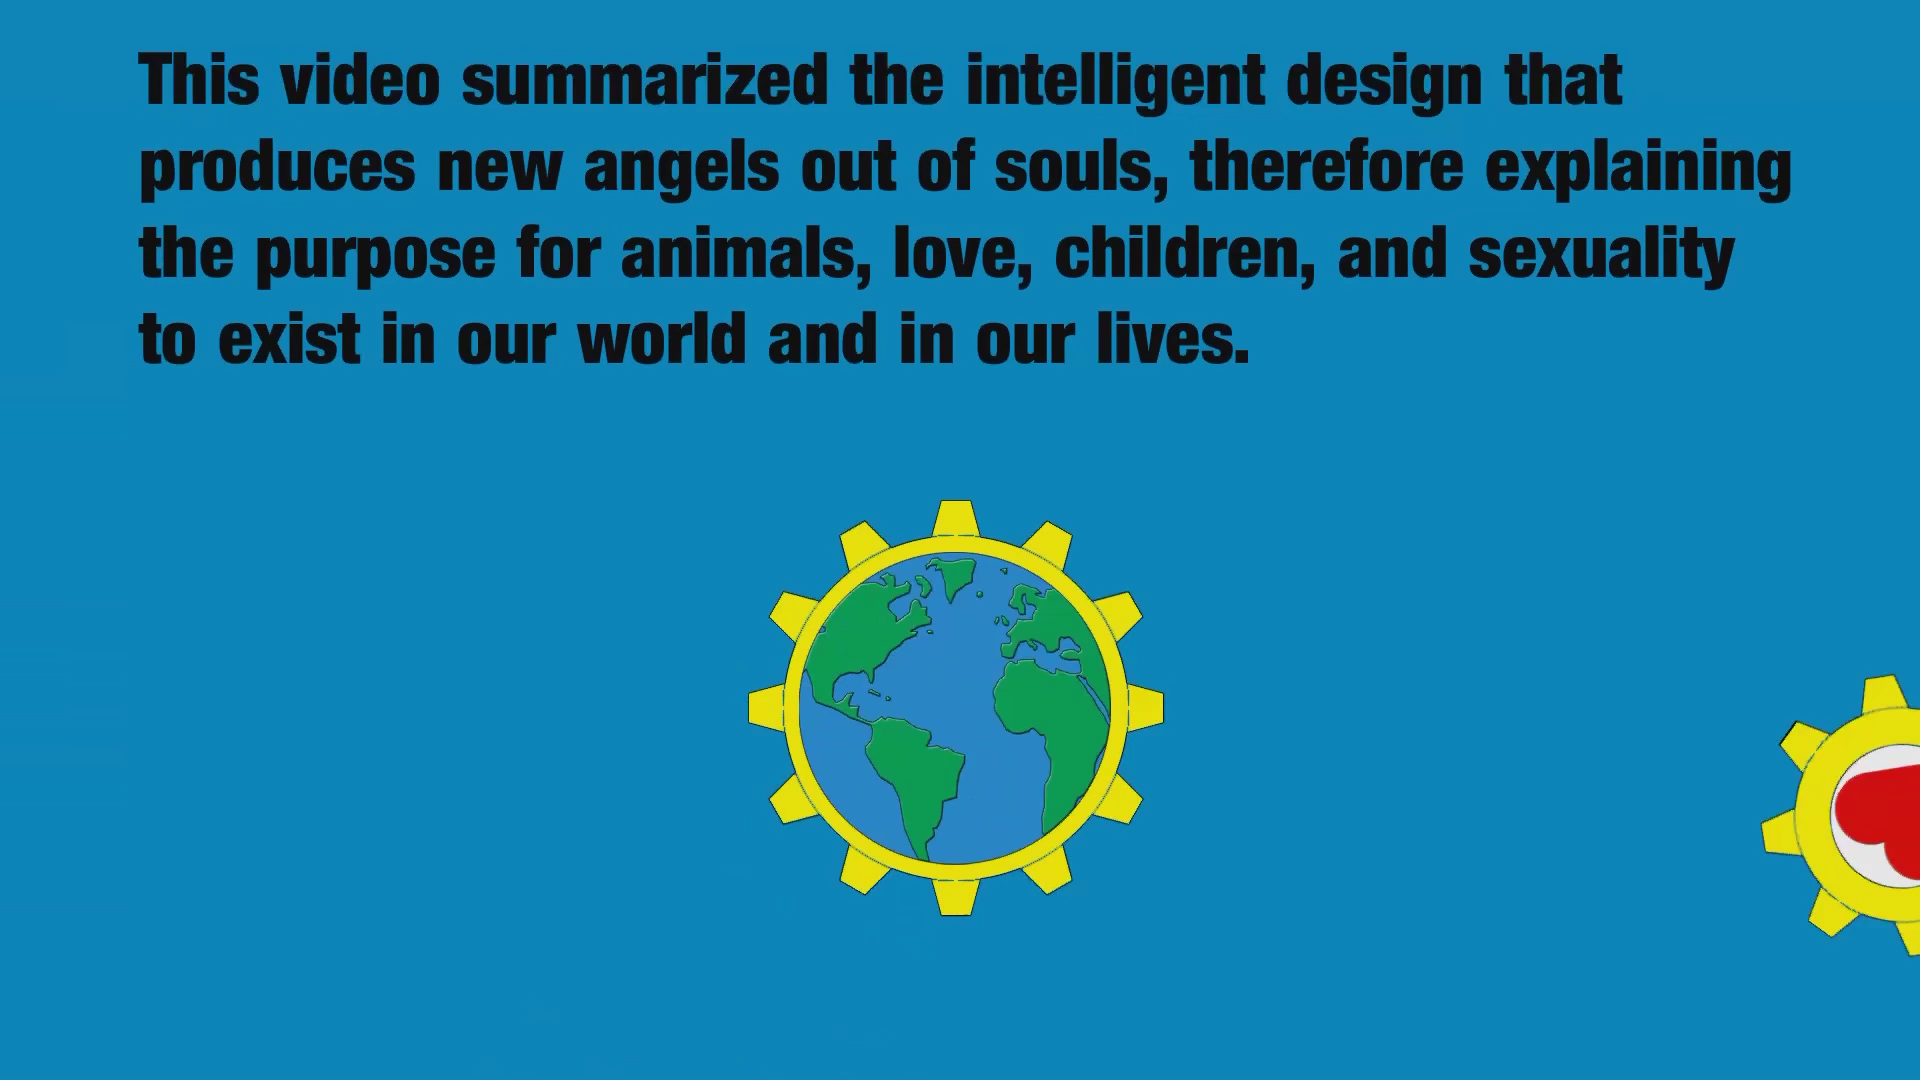 This video summarized the intelligent design that
produces new angels out of souls, therefore explaining
the purpose for animals, love, children, and sexuality
to exist in our world and in our lives.